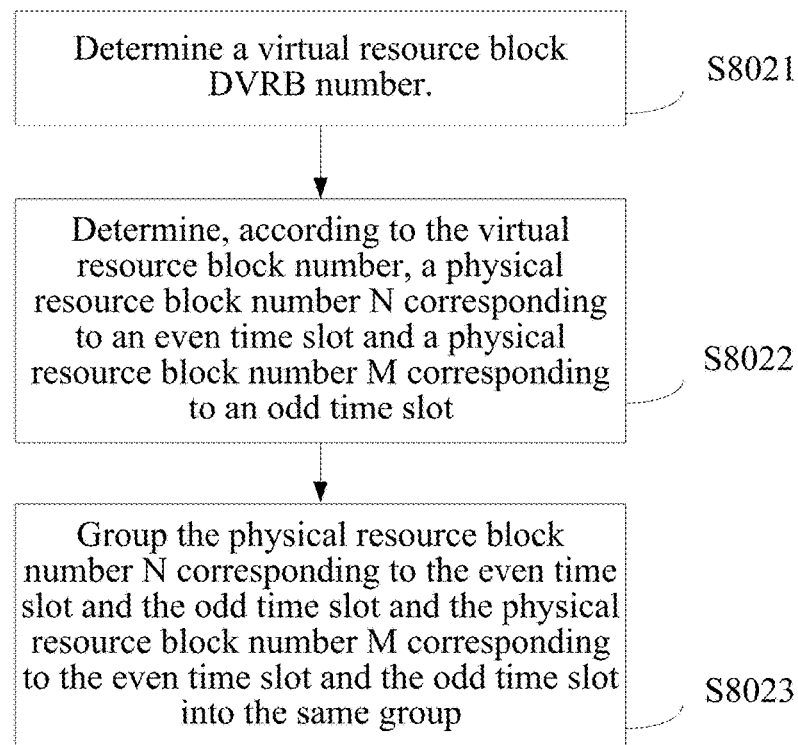 Determine a virtual resource block
DVRB number.
S8021
Determine, according to the virtual
resource block number, a physical
resource block number N corresponding
to an even time slot and a physical
resource block number M corresponding
to an odd time slot
S8022
Group the physical resource block
number N corresponding to the even time
slot and the odd time slot and the physical
resource block number M corresponding
to the even time slot and the odd time slot
into the same group
S8023